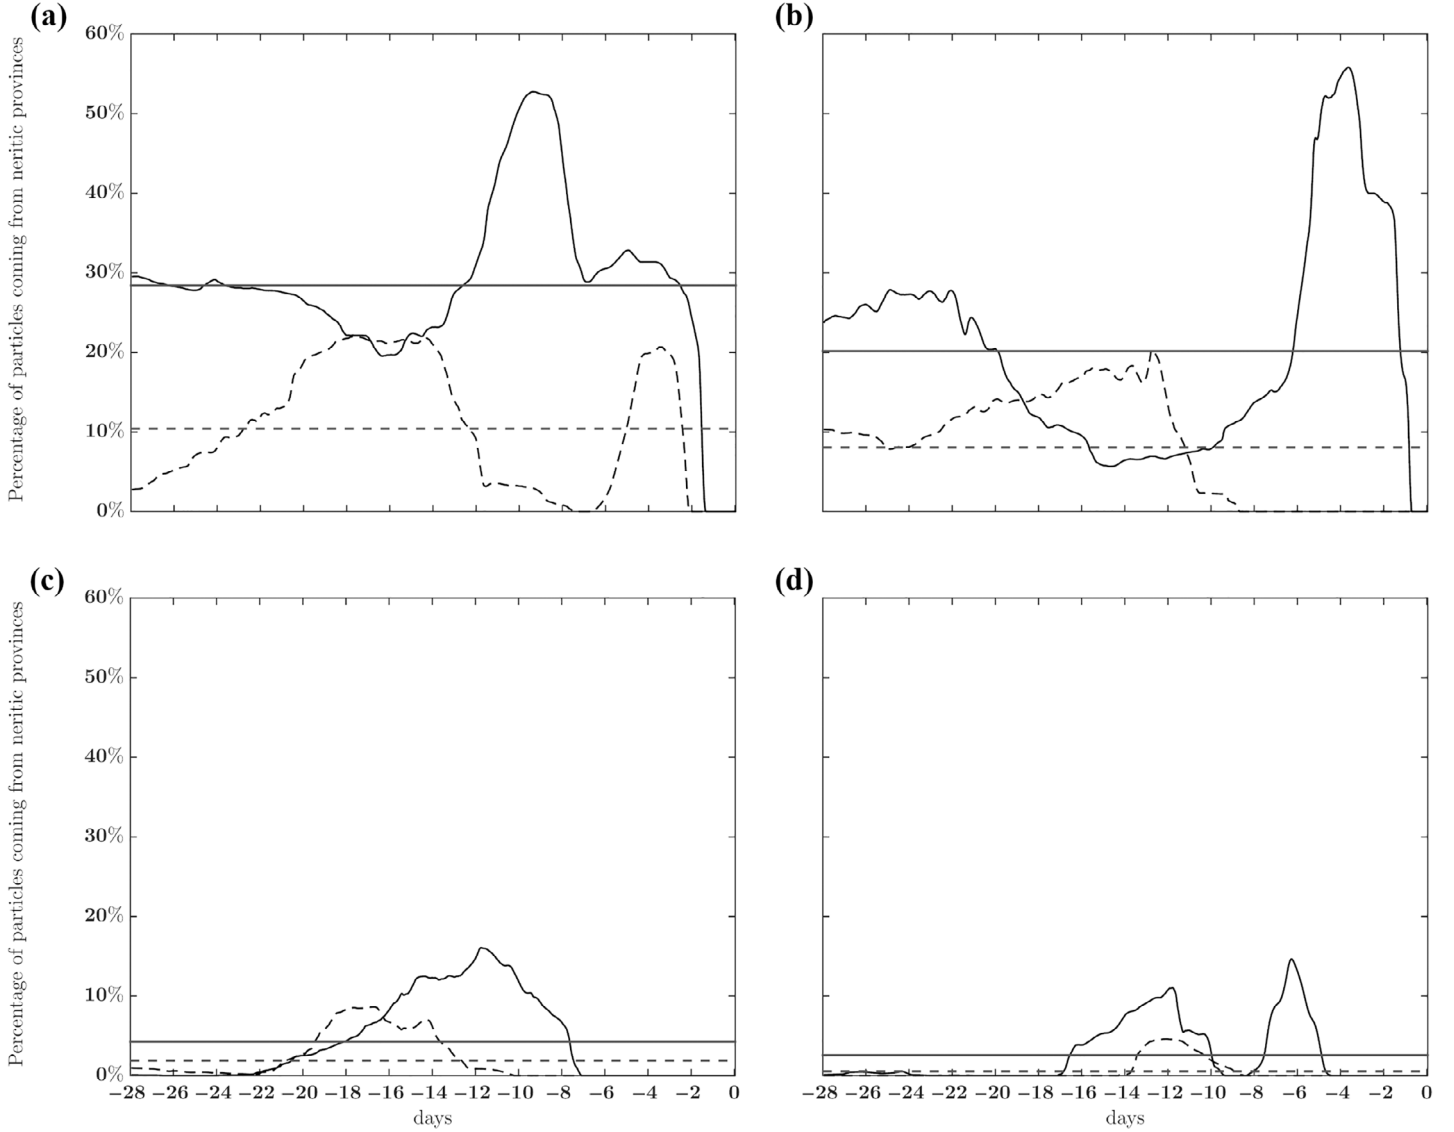 (a)
(b)
Percentage of particles coming from neritic provinces
60%
50%
40%
30%
20%
10%
0%
(c)
(d)
Percentage of particles coming from neritic provinces
60%
50%
40%
30%
20%
10%
0%
−28 −26 −24 −22 −20 −18 −16 −14 −12 −10 −8 −6 −4 −2 0
−28 −26 −24 −22 −20 −18 −16 −14 −12 −10 −8 −6 −4 −2 0
days
days